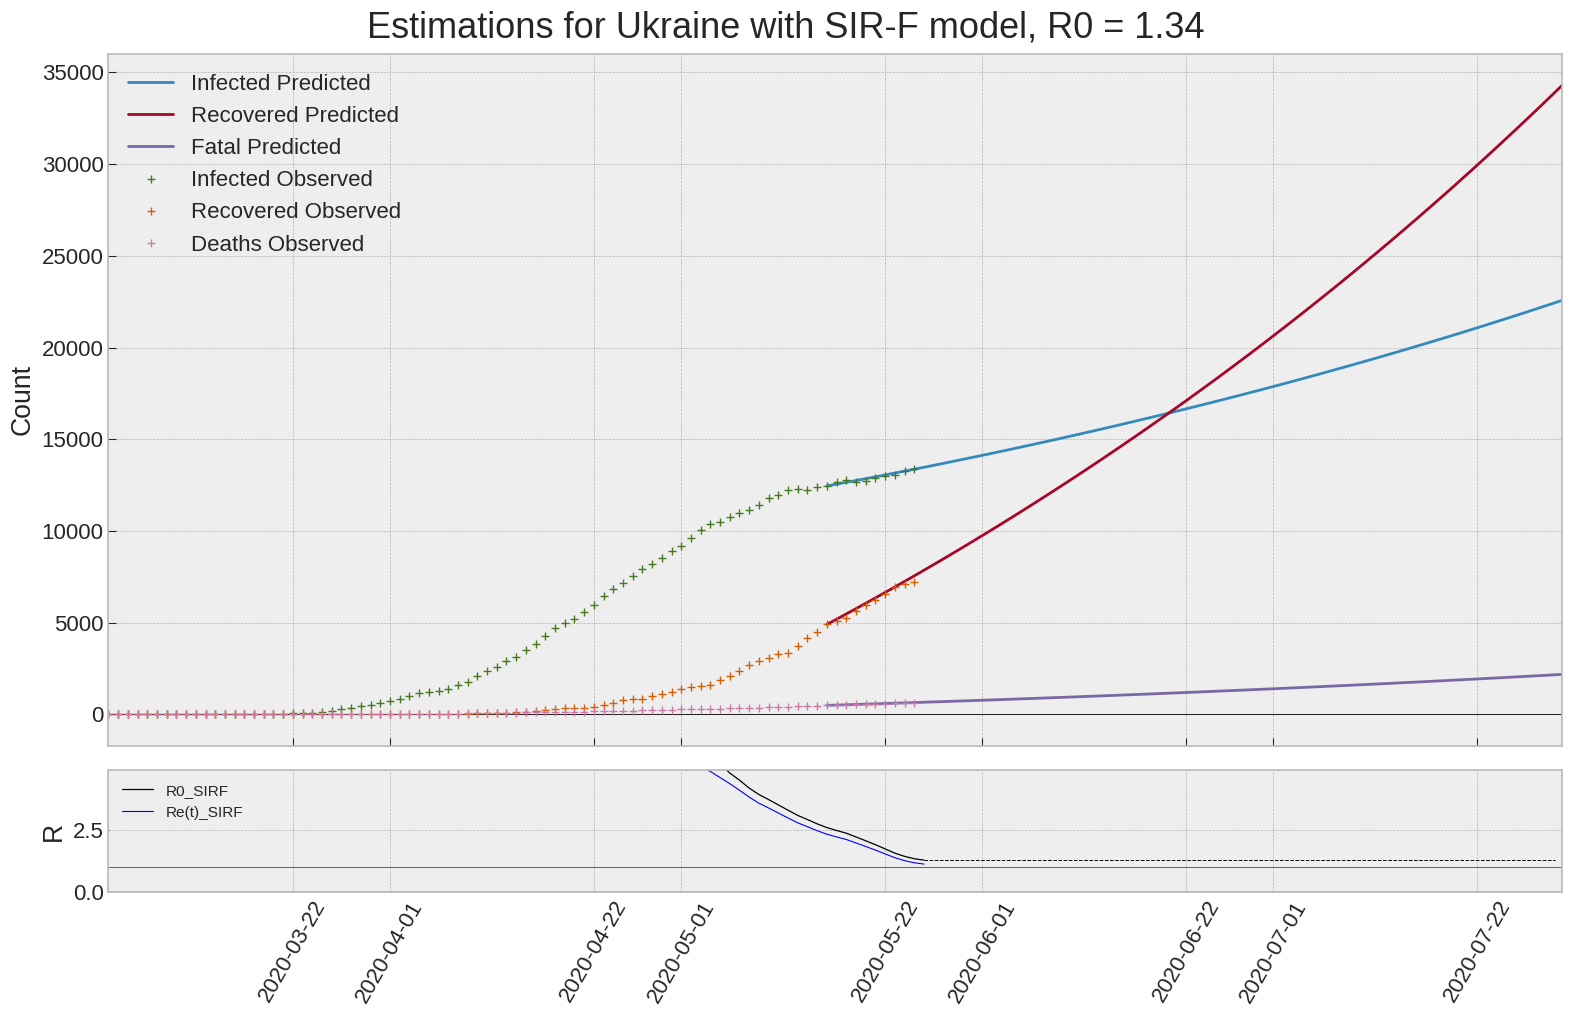 Estimations for Ukraine with SIR-F model, R0 = 1.34
Infected Predicted
Recovered Predicted
Fatal Predicted
Infected Observed
Recovered Observed
Deaths Observed
35000
30000
25000
20000
15000
10000
5000
0
Count
R0_SIRF
Re(t)_SIRF
2.5
0.0
R
2020-03-22
2020-04-01
2020-04-22
2020-05-01
2020-05-22
2020-06-01
2020-06-22
2020-07-01
2020-07-22